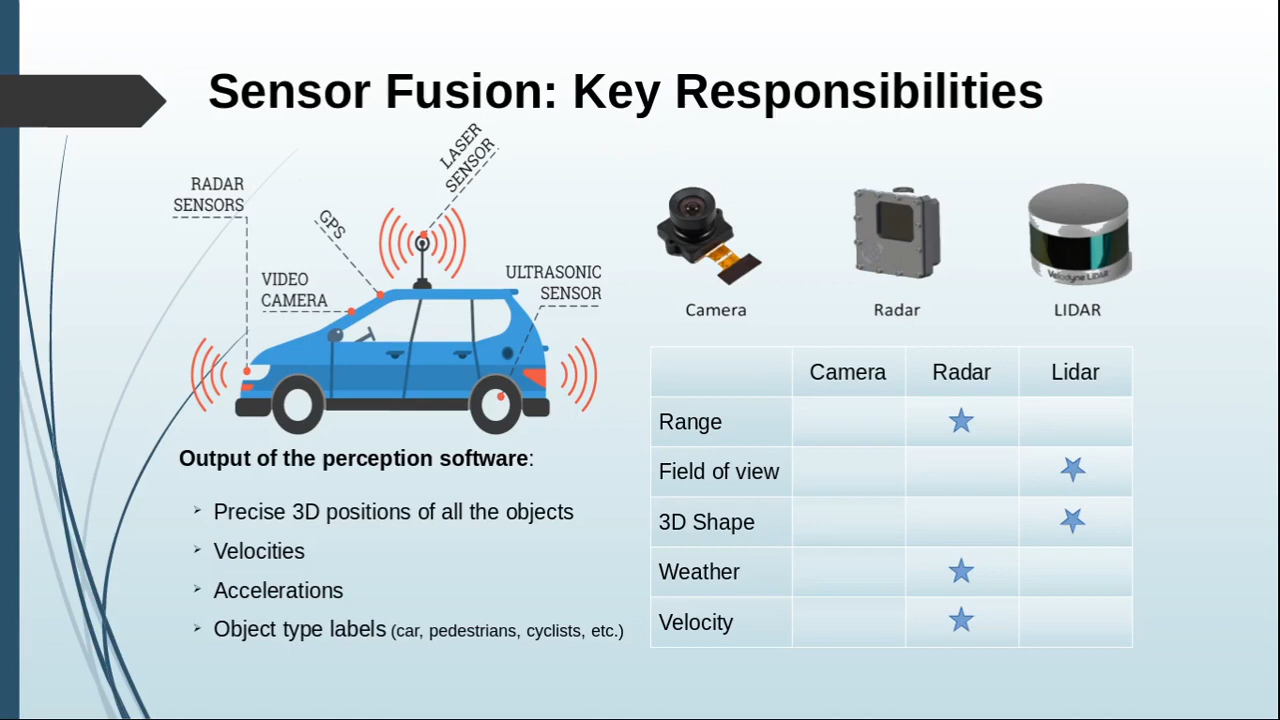 Sensor Fusion: Key Responsibilities
LASER
SENSOR
RADAR
SENSORS
GPS
VIDEO
CAMERA
ULTRASONIC
SENSOR
Output of the perception software:
Precise 3D positions of all the objects
Velocities
Accelerations
Object type labels (car, pedestrians, cyclists, etc.)
Velodyne LiDAR
Camera Radar LIDAR
Camera Radar Lidar
Range
Field of view
3D Shape
Weather
Velocity